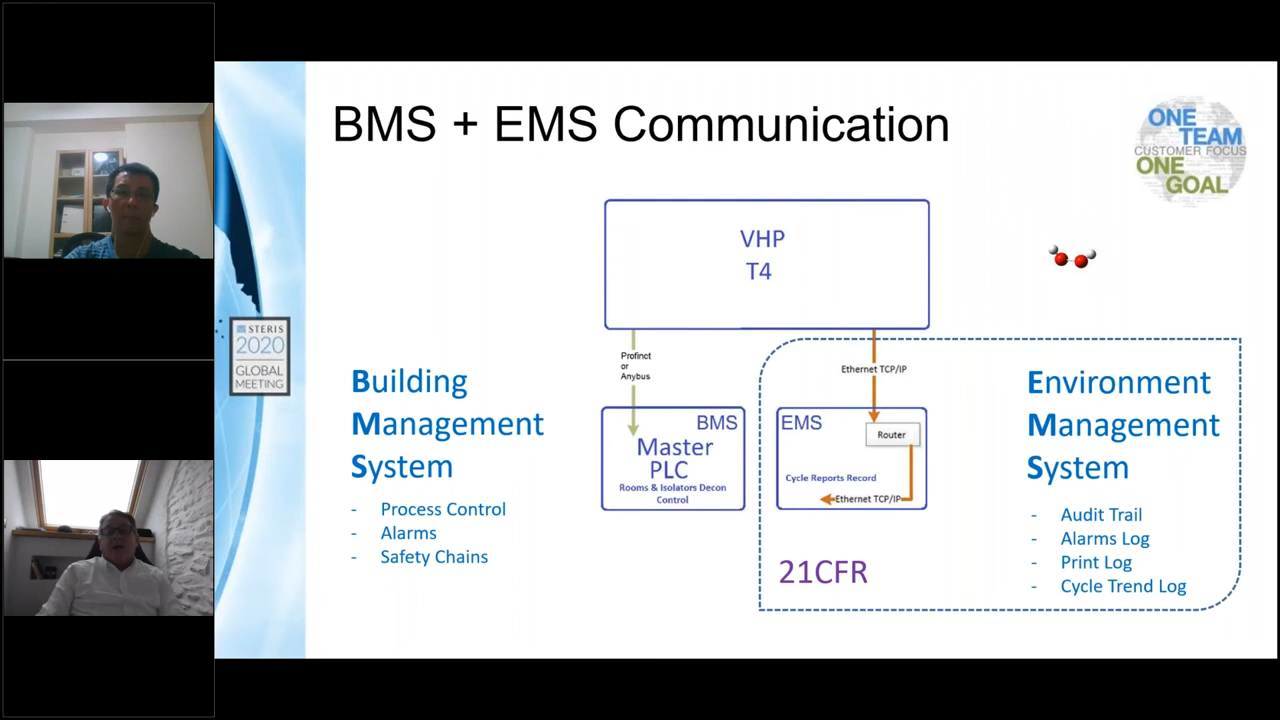 BMS + EMS Communication
ONE
TEAM
CUSTOMER FOCUS
ONE
GOAL
VHP
T4
STERIS
2020
GLOBAL
MEETING
Profinct
or
Anybus
Ethernet TCP/IP
Building
Management
System
- Process Control
- Alarms
- Safety Chains
BMS
Master
PLC
Rooms & Isolators Decon
Control
EMS
Router
Cycle Reports Record
Ethernet TCP/IP
21CFR
Environment
Management
System
- Audit Trail
- Alarms Log
- Print Log
- Cycle Trend Log